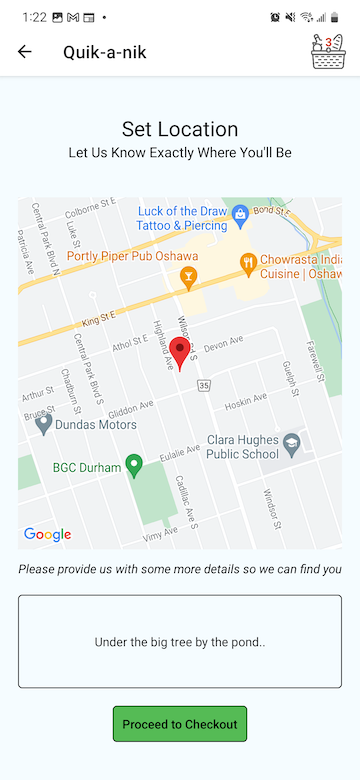 1:22
Quik-a-nik
3
Set Location
Let Us Know Exactly Where You'll Be
Colborne St E
Central Park Blvd N
Luke St
Patricia Ave
Luck of the Draw
Tattoo & Piercing
Bond St E
Portly Piper Pub Oshawa
Chowrasta Indi
Cuisine | Oshaw
King St E
Athol St E
Highland Ave
Devon Ave
Central Park Blvd S
Farewell St
Guelph St
35
Arthur St
Chadburn St
Bruce St
Gliddon Ave
Hoskin Ave
Dundas Motors
Clara Hughes
Public School
Eulalie Ave
BGC Durham
Cadillac Ave S
Windsor St
Vimy Ave
Google
Please provide us with some more details so we can find you
Under the big tree by the pond..
Proceed to Checkout